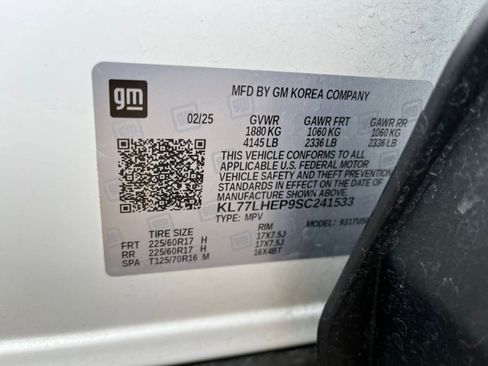 gm
MFD BY GM KOREA COMPANY
02/25 GVWR GAWR FRT GAWR RR
1880 KG 1060 KG 1060 KG
4145 LB 2336 LB 2336 LB
THIS VEHICLE CONFORMS TO ALL
APPLICABLE U.S. FEDERAL MOTOR
VEHICLE SAFETY AND THEFT
PREVENTION STANDARDS IN
EFFECT ON THE DATE OF
MANUFACTURE SHOWN ABOVE.
KL77LHEP9SC241533
TYPE: MPV MODEL:
TIRE SIZE RIM
FRT 225/60R17 H 17X7.5J
RR 225/60R17 H 17X7.5J
SPA T125/70R16 M 16X4BT